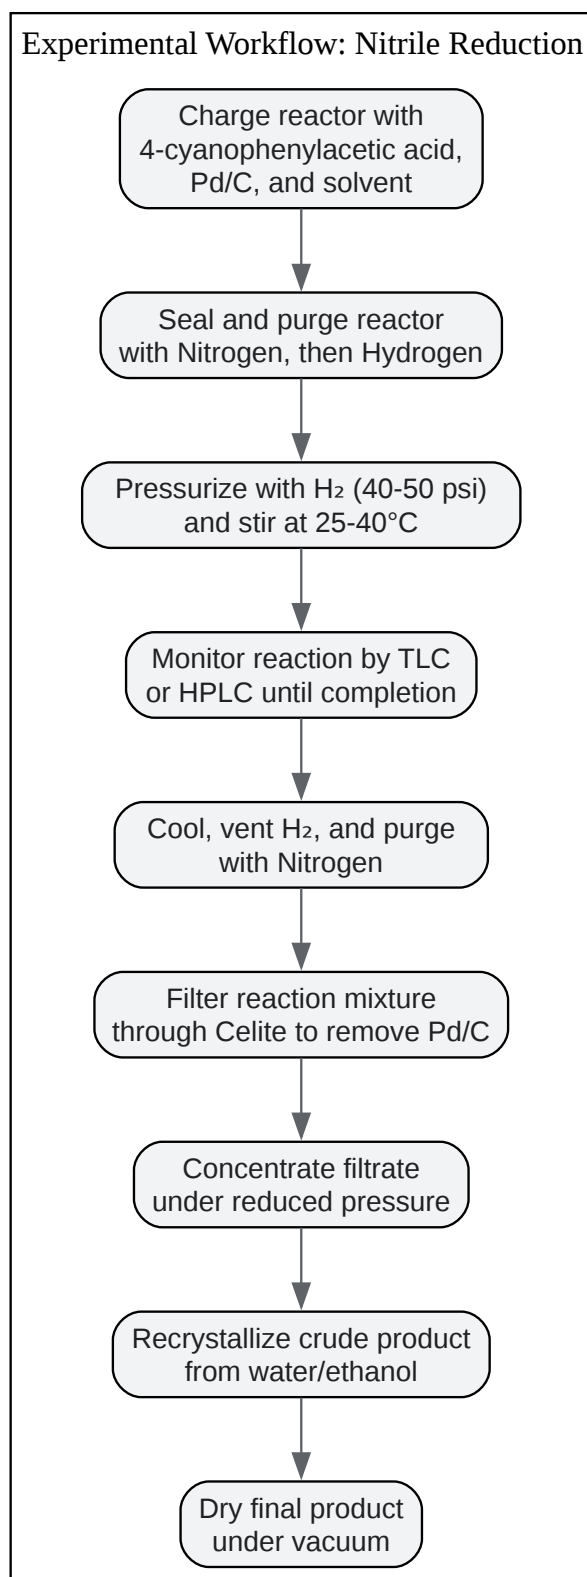 Experimental Workflow: Nitrile Reduction
Charge reactor with
4-cyanophenylacetic acid,
Pd/C, and solvent
Seal and purge reactor
with Nitrogen, then Hydrogen
Pressurize with H₂ (40-50 psi)
and stir at 25-40°C
Monitor reaction by TLC
or HPLC until completion
Cool, vent H₂, and purge
with Nitrogen
Filter reaction mixture
through Celite to remove Pd/C
Concentrate filtrate
under reduced pressure
Recrystallize crude product
from water/ethanol
Dry final product
under vacuum